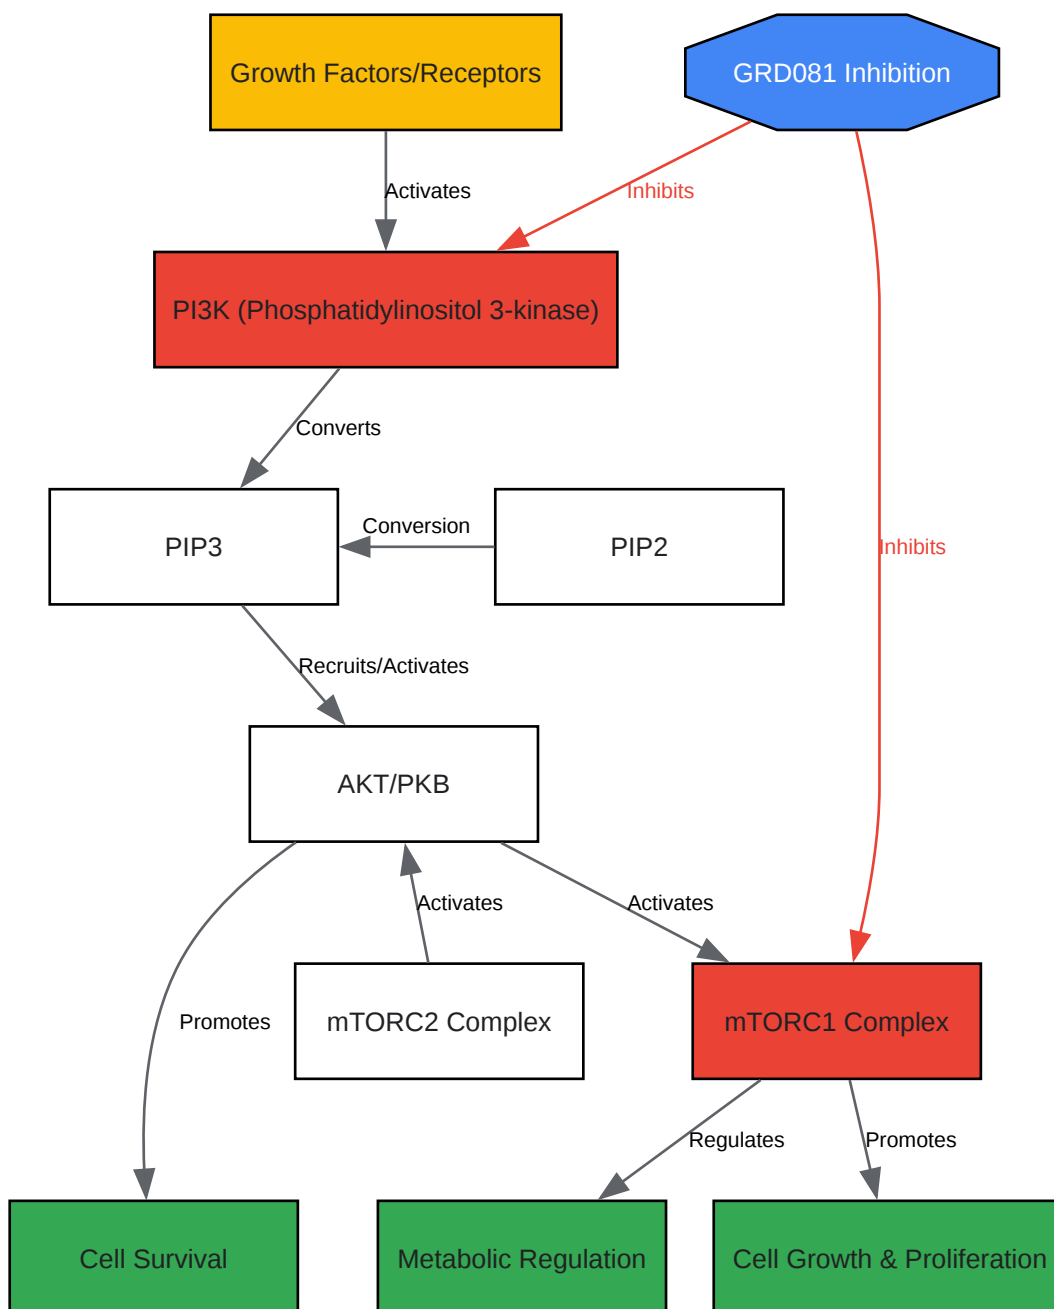 Growth Factors/Receptors
GRD081 Inhibition
Activates
Inhibits
PI3K (Phosphatidylinositol 3-kinase)
Converts
PIP3
Conversion
PIP2
Inhibits
Recruits/Activates
AKT/PKB
Activates
Activates
Promotes
mTORC2 Complex
mTORC1 Complex
Regulates
Promotes
Cell Survival
Metabolic Regulation
Cell Growth & Proliferation